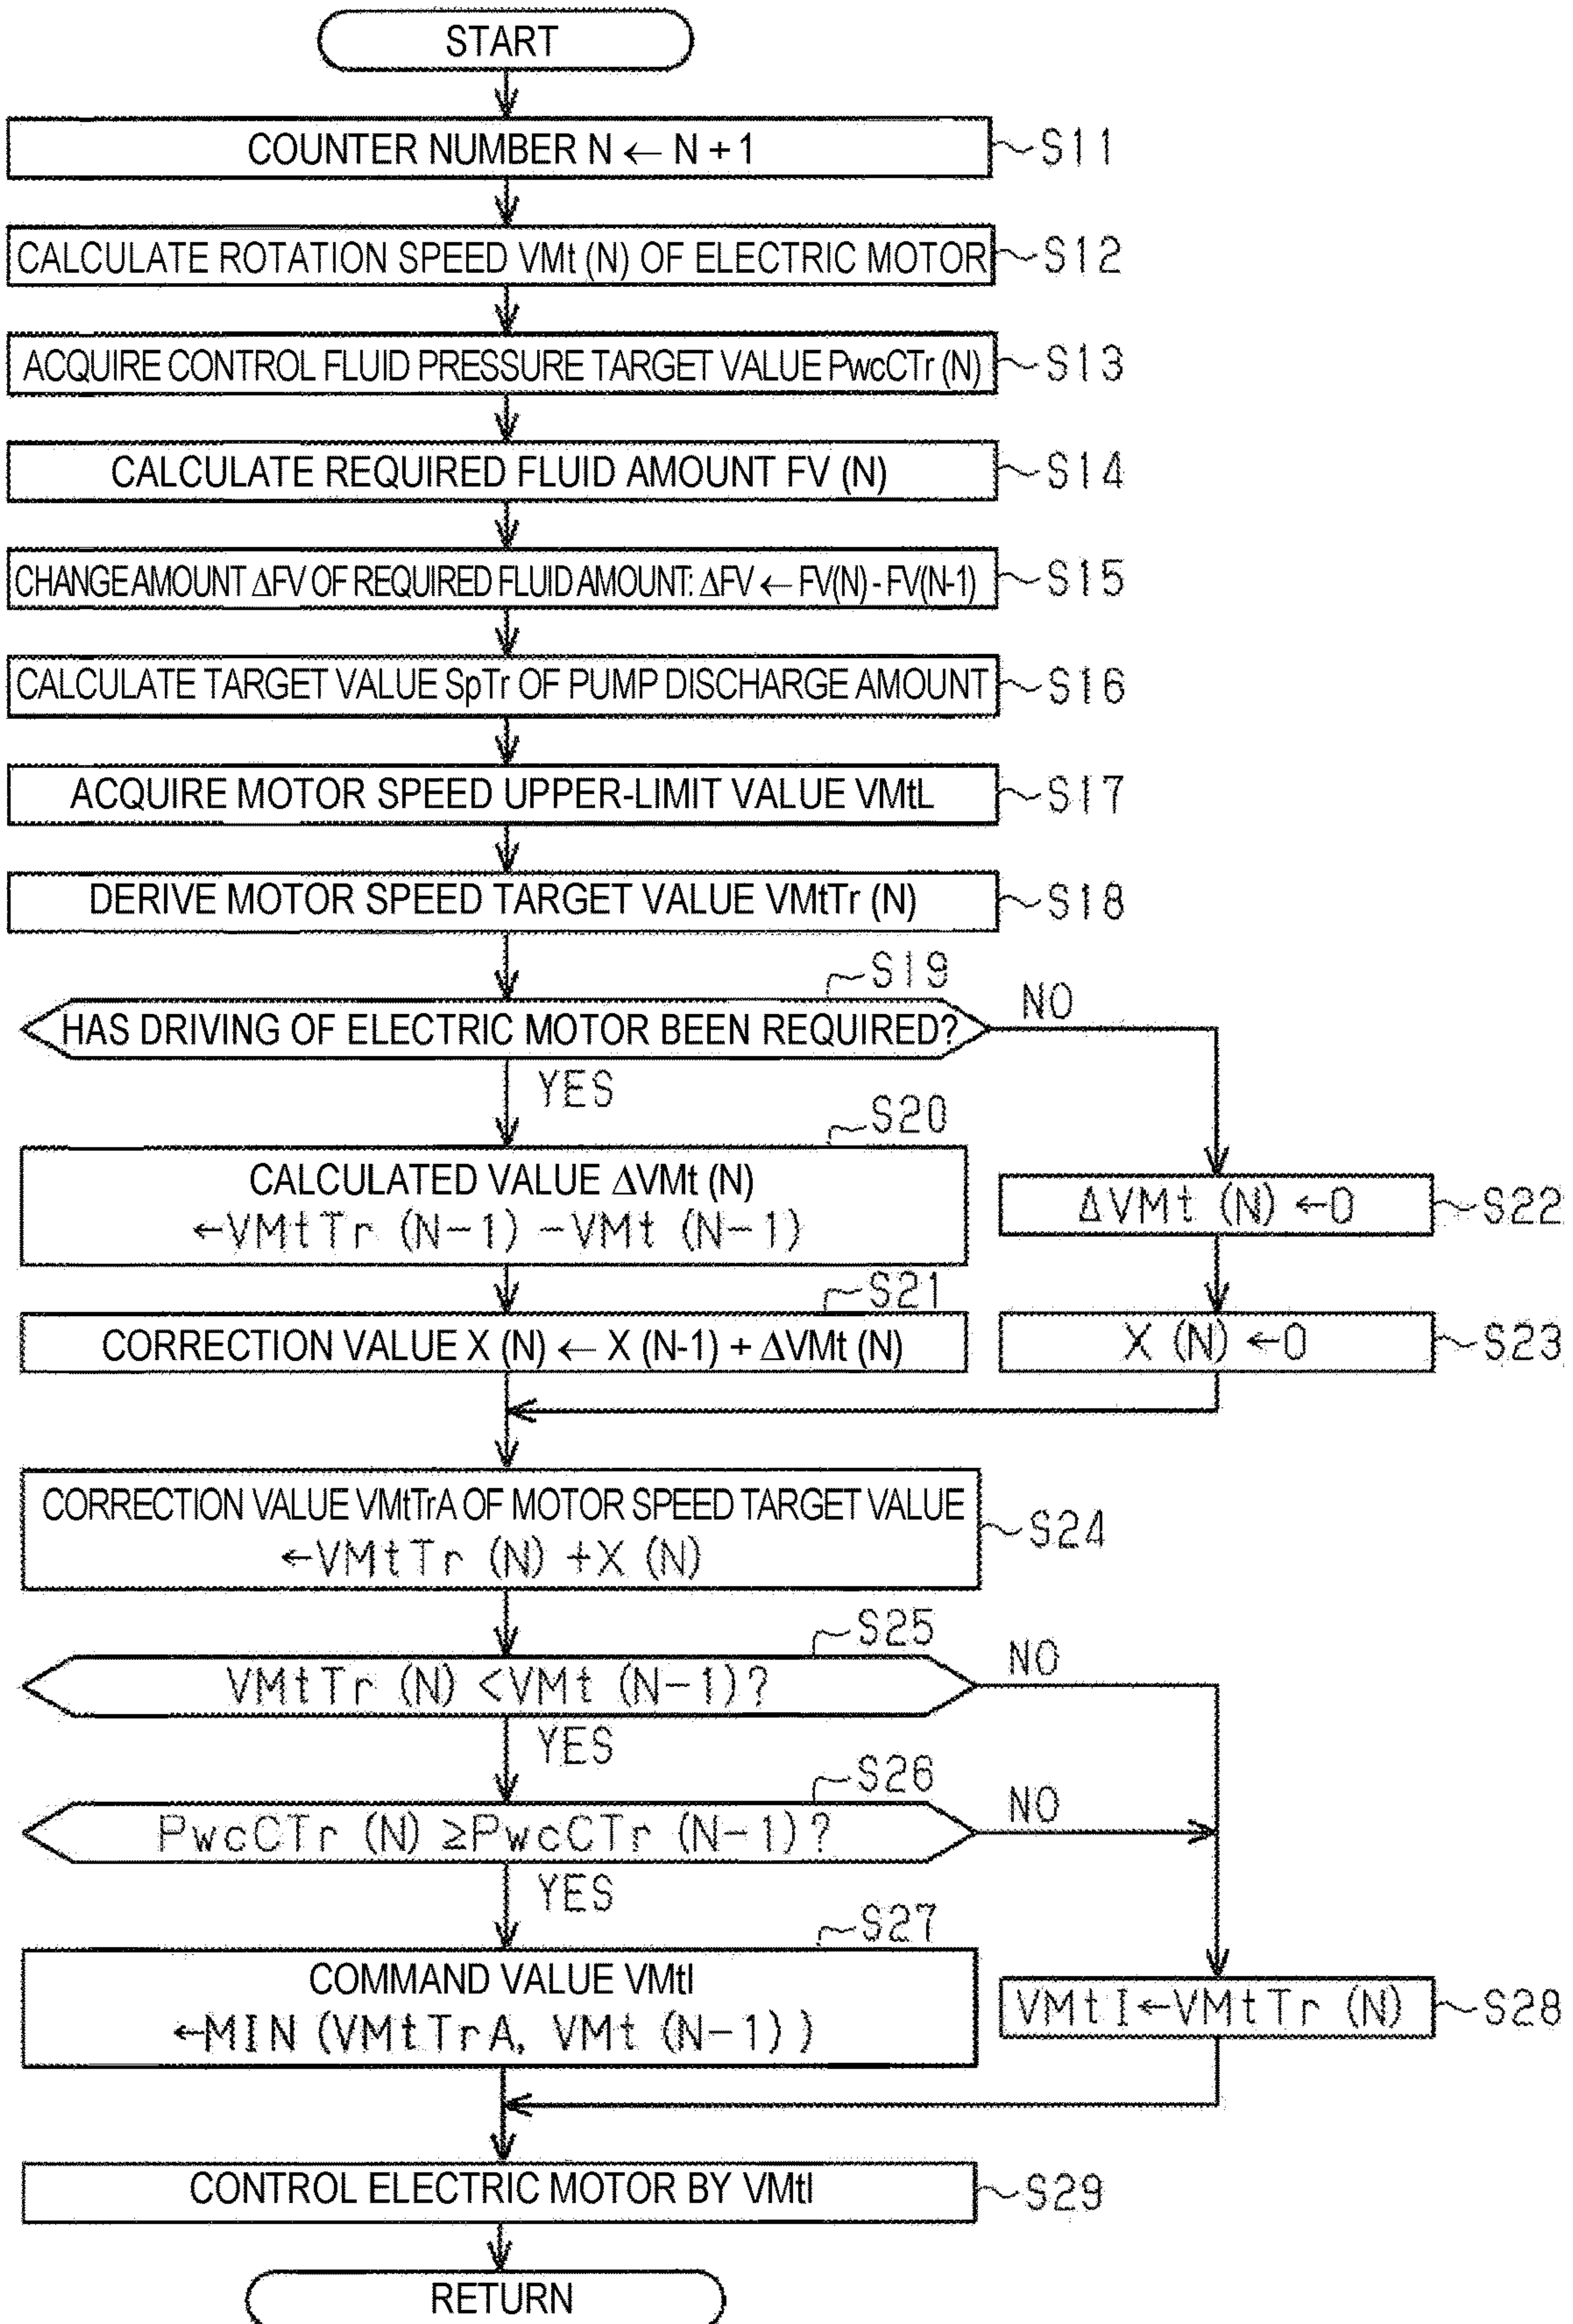 START
COUNTER NUMBER N ← N + 1
S11
CALCULATE ROTATION SPEED VMt (N) OF ELECTRIC MOTOR
S12
ACQUIRE CONTROL FLUID PRESSURE TARGET VALUE PwcCTr (N)
S13
CALCULATE REQUIRED FLUID AMOUNT FV (N)
S14
CHANGE AMOUNT ΔFV OF REQUIRED FLUID AMOUNT: ΔFV ← FV(N) - FV(N-1)
S15
CALCULATE TARGET VALUE SpTr OF PUMP DISCHARGE AMOUNT
S16
ACQUIRE MOTOR SPEED UPPER-LIMIT VALUE VMtL
S17
DERIVE MOTOR SPEED TARGET VALUE VMtTr (N)
S18
S19
HAS DRIVING OF ELECTRIC MOTOR BEEN REQUIRED?
NO
YES
S20
CALCULATED VALUE ΔVMt (N)
←VMtTr (N-1) -VMt (N-1)
ΔVMt (N) ←0
S22
S21
CORRECTION VALUE X (N) ← X (N-1) + ΔVMt (N)
X (N) ←0
S23
CORRECTION VALUE VMtTrA OF MOTOR SPEED TARGET VALUE
←VMtTr (N) +X (N)
S24
S25
VMtTr (N) <VMt (N-1)?
NO
YES
S26
PwcCTr (N) ≥PwcCTr (N-1)?
NO
YES
S27
COMMAND VALUE VMtI
←MIN (VMtTrA, VMt (N-1))
VMtI←VMtTr (N)
S28
CONTROL ELECTRIC MOTOR BY VMtI
S29
RETURN